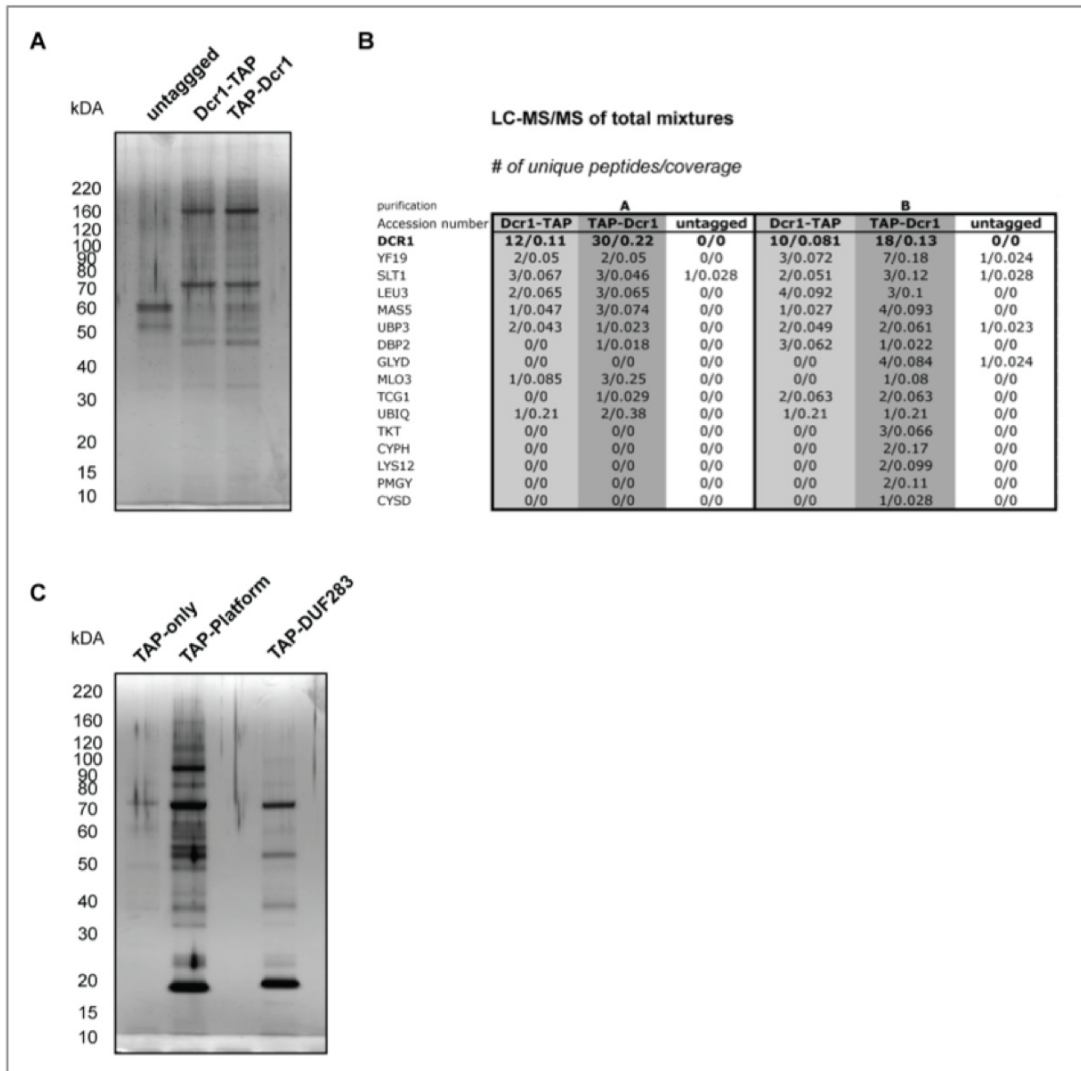 A
untaggged
Dcr1-TAP
TAP-Dcr1
kDA
220
160
120
100
90
80
70
60
50
40
30
20
15
10
B
LC-MS/MS of total mixtures
# of unique peptides/coverage
purification A B
Accession number Dcr1-TAP TAP-Dcr1 untagged Dcr1-TAP TAP-Dcr1 untagged
DCR1 12/0.11 30/0.22 0/0 10/0.081 18/0.13 0/0
YF19 2/0.05 2/0.05 0/0 3/0.072 7/0.18 1/0.024
SLT1 3/0.067 3/0.046 1/0.028 2/0.051 3/0.12 1/0.028
LEU3 2/0.065 3/0.065 0/0 4/0.092 3/0.1 0/0
MAS5 1/0.047 3/0.074 0/0 1/0.027 4/0.093 0/0
UBP3 2/0.043 1/0.023 0/0 2/0.049 2/0.061 1/0.023
DBP2 0/0 1/0.018 0/0 3/0.062 1/0.022 0/0
GLYD 0/0 0/0 0/0 0/0 4/0.084 1/0.024
MLO3 1/0.085 3/0.25 0/0 0/0 1/0.08 0/0
TCG1 0/0 1/0.029 0/0 2/0.063 2/0.063 0/0
UBIQ 1/0.21 2/0.38 0/0 1/0.21 1/0.21 0/0
TKT 0/0 0/0 0/0 0/0 3/0.066 0/0
CYPH 0/0 0/0 0/0 0/0 2/0.17 0/0
LYS12 0/0 0/0 0/0 0/0 2/0.099 0/0
PMGY 0/0 0/0 0/0 0/0 2/0.11 0/0
CYSD 0/0 0/0 0/0 0/0 1/0.028 0/0
C
TAP-only
TAP-Platform
TAP-DUF283
kDA
220
160
120
100
90
80
70
60
50
40
30
20
15
10